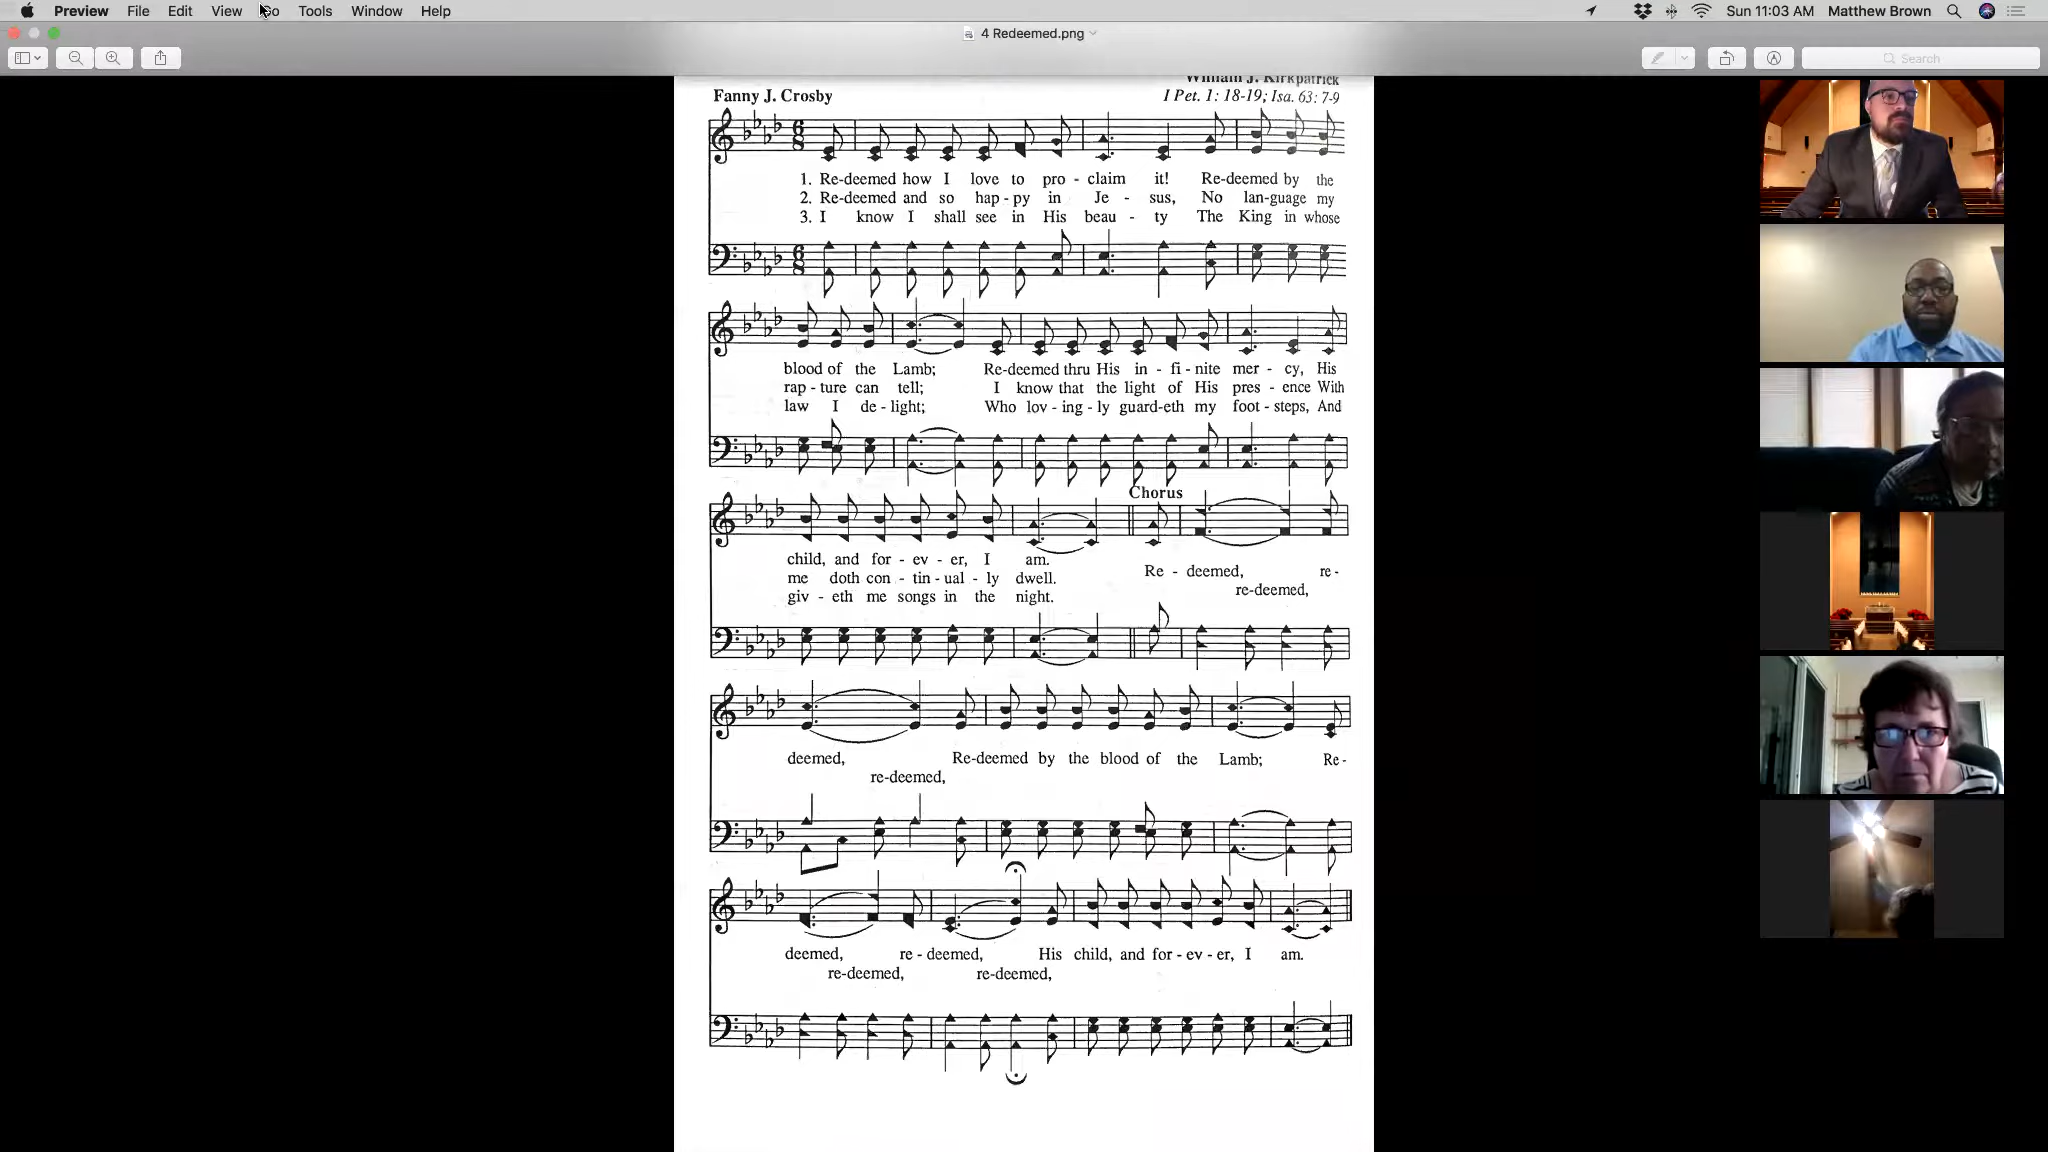 Preview File Edit View Go Tools Window Help Sun 11:03 AM Matthew Brown
4 Redeemed.png
Search
William J. Kirkpatrick
Fanny J. Crosby I Pet. 1: 18-19; Isa. 63: 7-9
1. Re-deemed how I love to pro - claim it! Re-deemed by the
2. Re-deemed and so hap - py in Je - sus, No lan-guage my
3. I know I shall see in His beau - ty The King in whose
blood of the Lamb; Re-deemed thru His in - fi - nite mer - cy, His
rap - ture can tell; I know that the light of His pres - ence With
law I de - light; Who lov - ing - ly guard-eth my foot - steps, And
Chorus
child, and for - ev - er, I am.
me doth con - tin - ual - ly dwell.
giv - eth me songs in the night.
Re - deemed, re -
re-deemed,
deemed, Re-deemed by the blood of the Lamb; Re -
re-deemed,
deemed, re - deemed, His child, and for - ev - er, I am.
re-deemed, re-deemed,